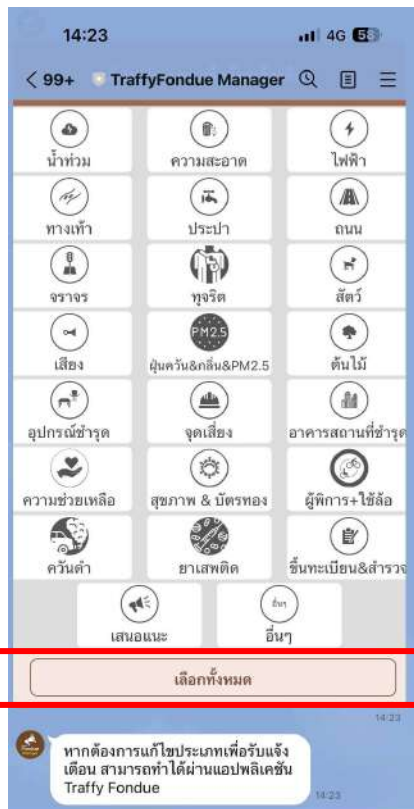 14:23
4G 58
< 99+ TraffyFondue Manager
น้ำท่วม ความสะอาด ไฟฟ้า
ทางเท้า ประปา ถนน
จราจร ทุจริต สัตว์
PM2.5
เสียง ฝุ่นควัน&กลิ่น&PM2.5 ต้นไม้
อุปกรณ์ชำรุด จุดเสี่ยง อาคารสถานที่ชำรุด
ความช่วยเหลือ สุขภาพ & บัตรทอง ผู้พิการ+ใช้ล้อ
ควันดำ ยาเสพติด ขึ้นทะเบียน&สำรวจ
อื่นๆ
เสนอแนะ อื่นๆ
เลือกทั้งหมด
14:23
หากต้องการแก้ไขประเภทเพื่อรับแจ้ง
เตือน สามารถทำได้ผ่านแอปพลิเคชัน
Traffy Fondue
14:23